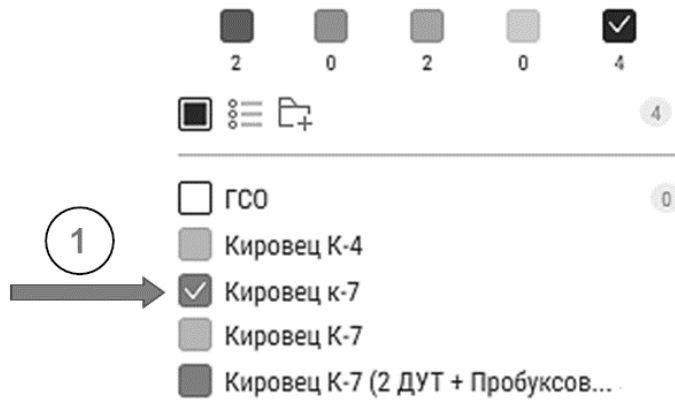 2 0 2 0 4
4
ГСО 0
1
Кировец К-4
Кировец к-7
Кировец К-7
Кировец К-7 (2 ДУТ + Пробуксов...